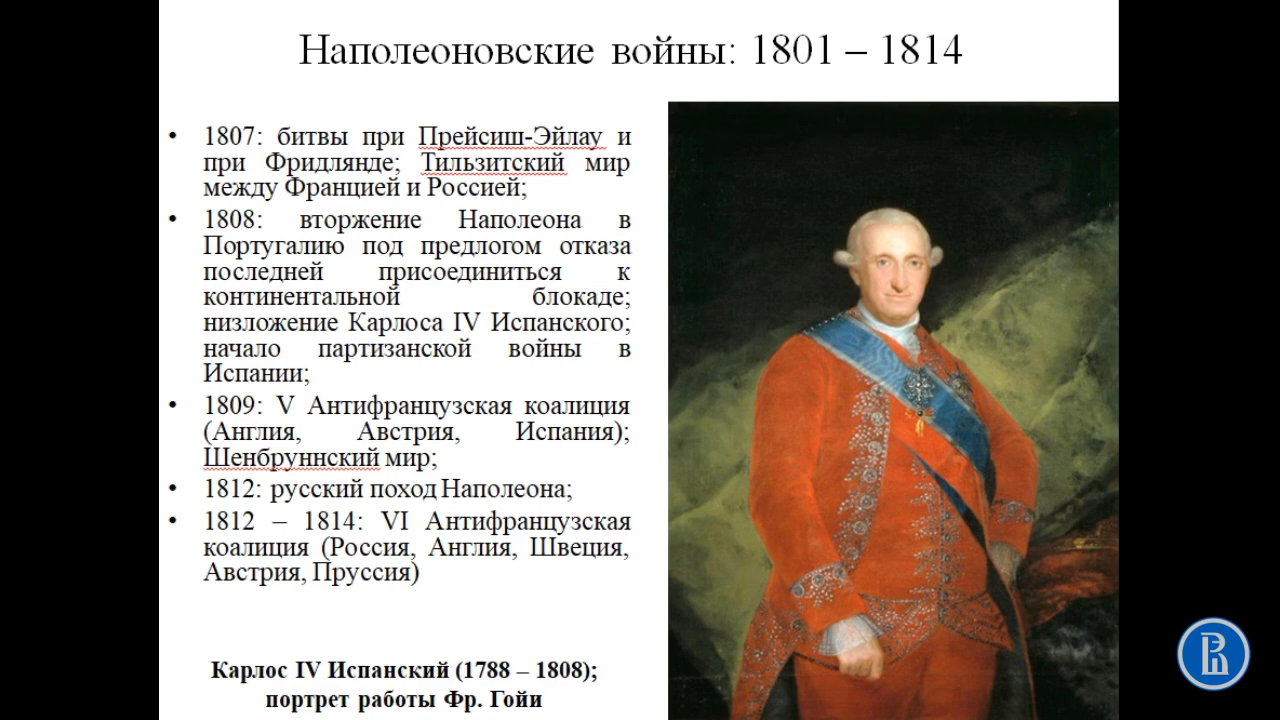 Наполеоновские войны: 1801 – 1814
• 1807: битвы при Прейсиш-Эйлау и
при Фридлянде; Тильзитский мир
между Францией и Россией;
• 1808: вторжение Наполеона в
Португалию под предлогом отказа
последней присоединиться к
континентальной блокаде;
низложение Карлоса IV Испанского;
начало партизанской войны в
Испании;
• 1809: V Антифранцузская коалиция
(Англия, Австрия, Испания);
Шенбруннский мир;
• 1812: русский поход Наполеона;
• 1812 – 1814: VI Антифранцузская
коалиция (Россия, Англия, Швеция,
Австрия, Пруссия)
Карлос IV Испанский (1788 – 1808);
портрет работы Фр. Гойи